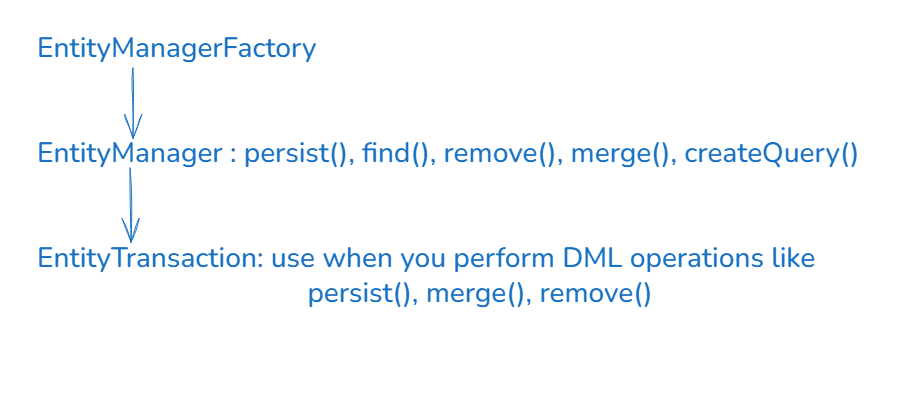 EntityManagerFactory
EntityManager : persist(), find(), remove(), merge(), createQuery()
EntityTransaction: use when you perform DML operations like
persist(), merge(), remove()